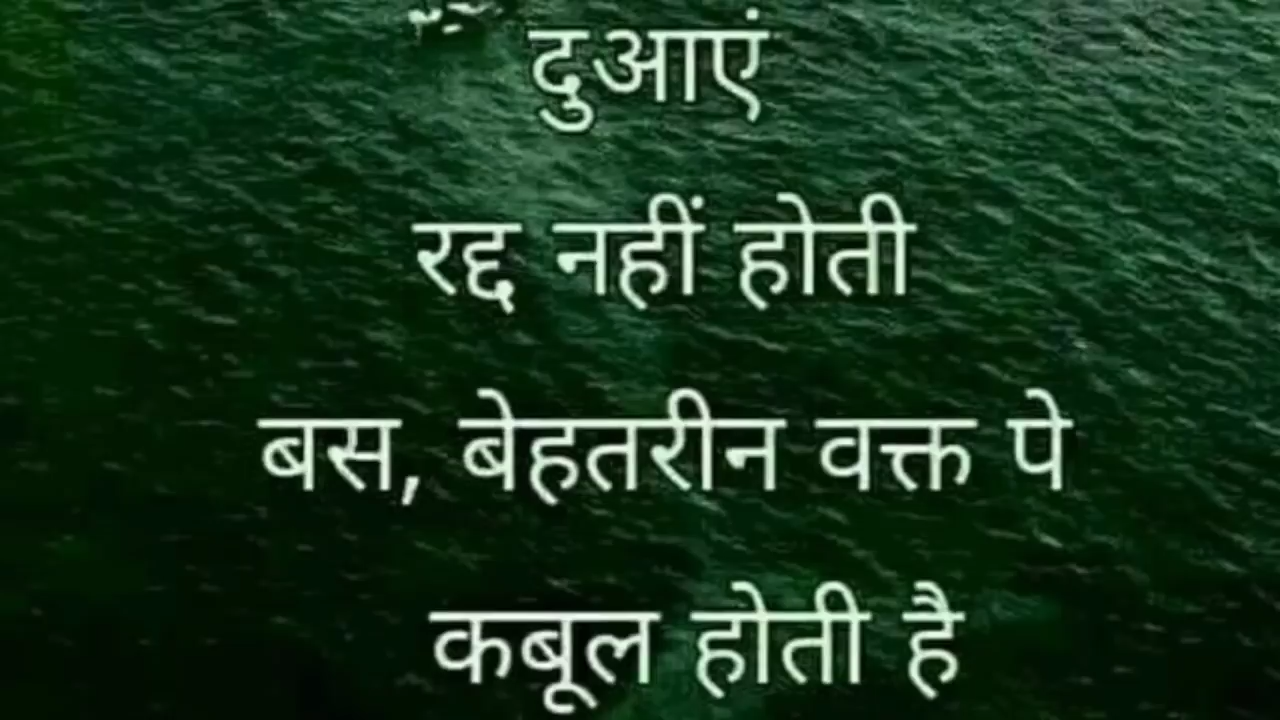 दुआएं
रद्द नहीं होती
बस, बेहतरीन वक्त पे
कबूल होती है